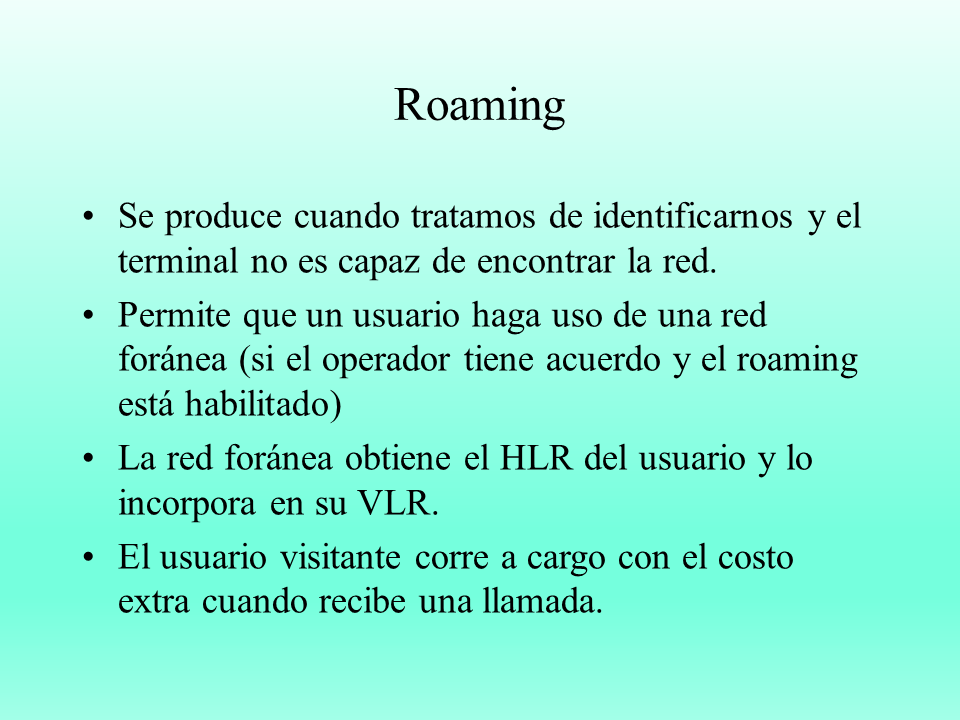 Roaming
• Se produce cuando tratamos de identificarnos y el
terminal no es capaz de encontrar la red.
• Permite que un usuario haga uso de una red
foránea (si el operador tiene acuerdo y el roaming
está habilitado)
• La red foránea obtiene el HLR del usuario y lo
incorpora en su VLR.
• El usuario visitante corre a cargo con el costo
extra cuando recibe una llamada.